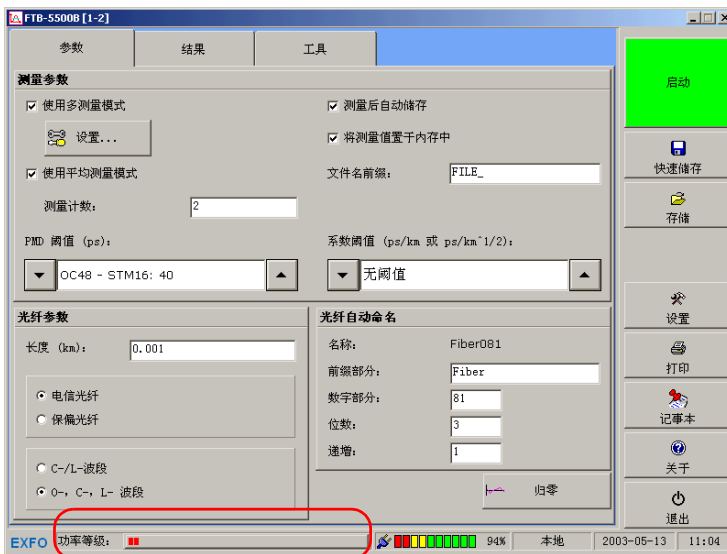 FTB-5500B [1-2]
参数 结果 工具
测量参数
使用多测量模式
设置...
使用平均测量模式
测量计数: 2
PMD 阈值 (ps):
OC48 - STM16: 40
测量后自动储存
将测量值置于内存中
文件名前缀: FILE_
系数阈值 (ps/km 或 ps/km^1/2):
无阈值
光纤参数
长度 (km): 0.001
电信光纤
保偏光纤
C-/L-波段
O-, C-, L- 波段
光纤自动命名
名称: Fiber081
前缀部分: Fiber
数字部分: 81
位数: 3
递增: 1
归零
启动
快速储存
存储
设置
打印
记事本
关于
退出
EXFO 功率等级: 94% 本地 2003-05-13 11:04